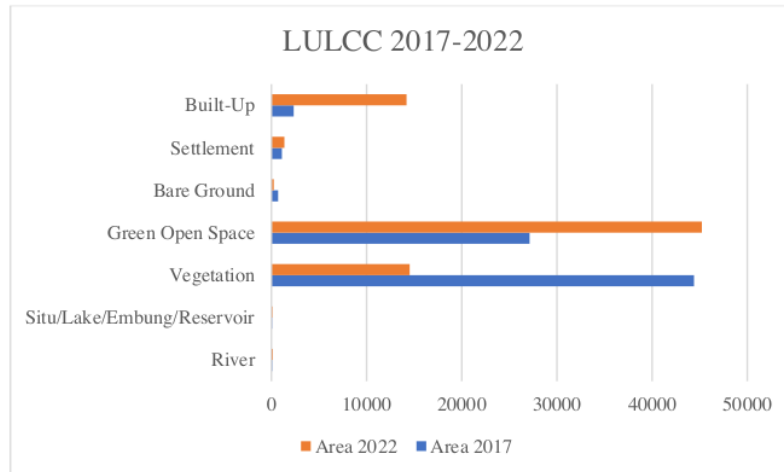 LULCC 2017-2022
Built-Up
Settlement
Bare Ground
Green Open Space
Vegetation
Situ/Lake/Embung/Reservoir
River
0 10000 20000 30000 40000 50000
Area 2022 Area 2017